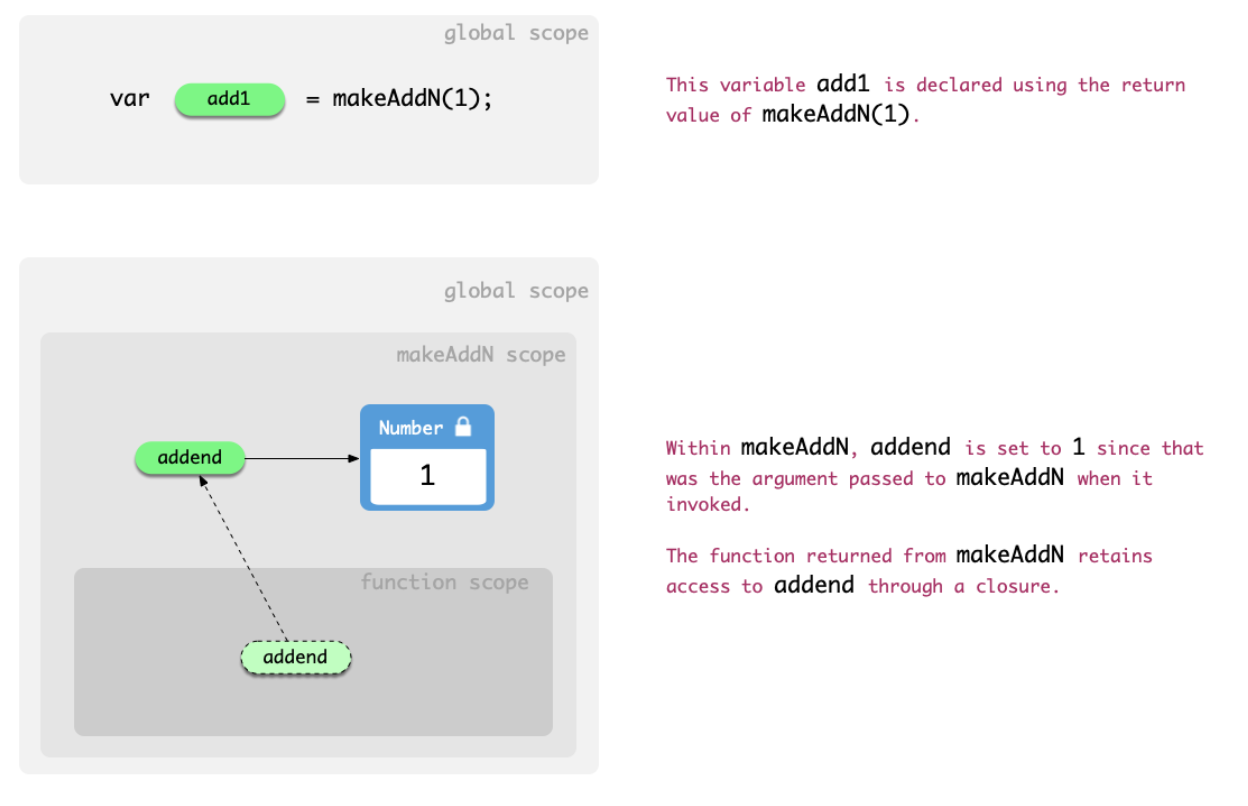 global scope
var add1 = makeAddN(1);
This variable add1 is declared using the return
value of makeAddN(1).
global scope
makeAddN scope
Number
addend
1
function scope
addend
Within makeAddN, addend is set to 1 since that
was the argument passed to makeAddN when it
invoked.
The function returned from makeAddN retains
access to addend through a closure.